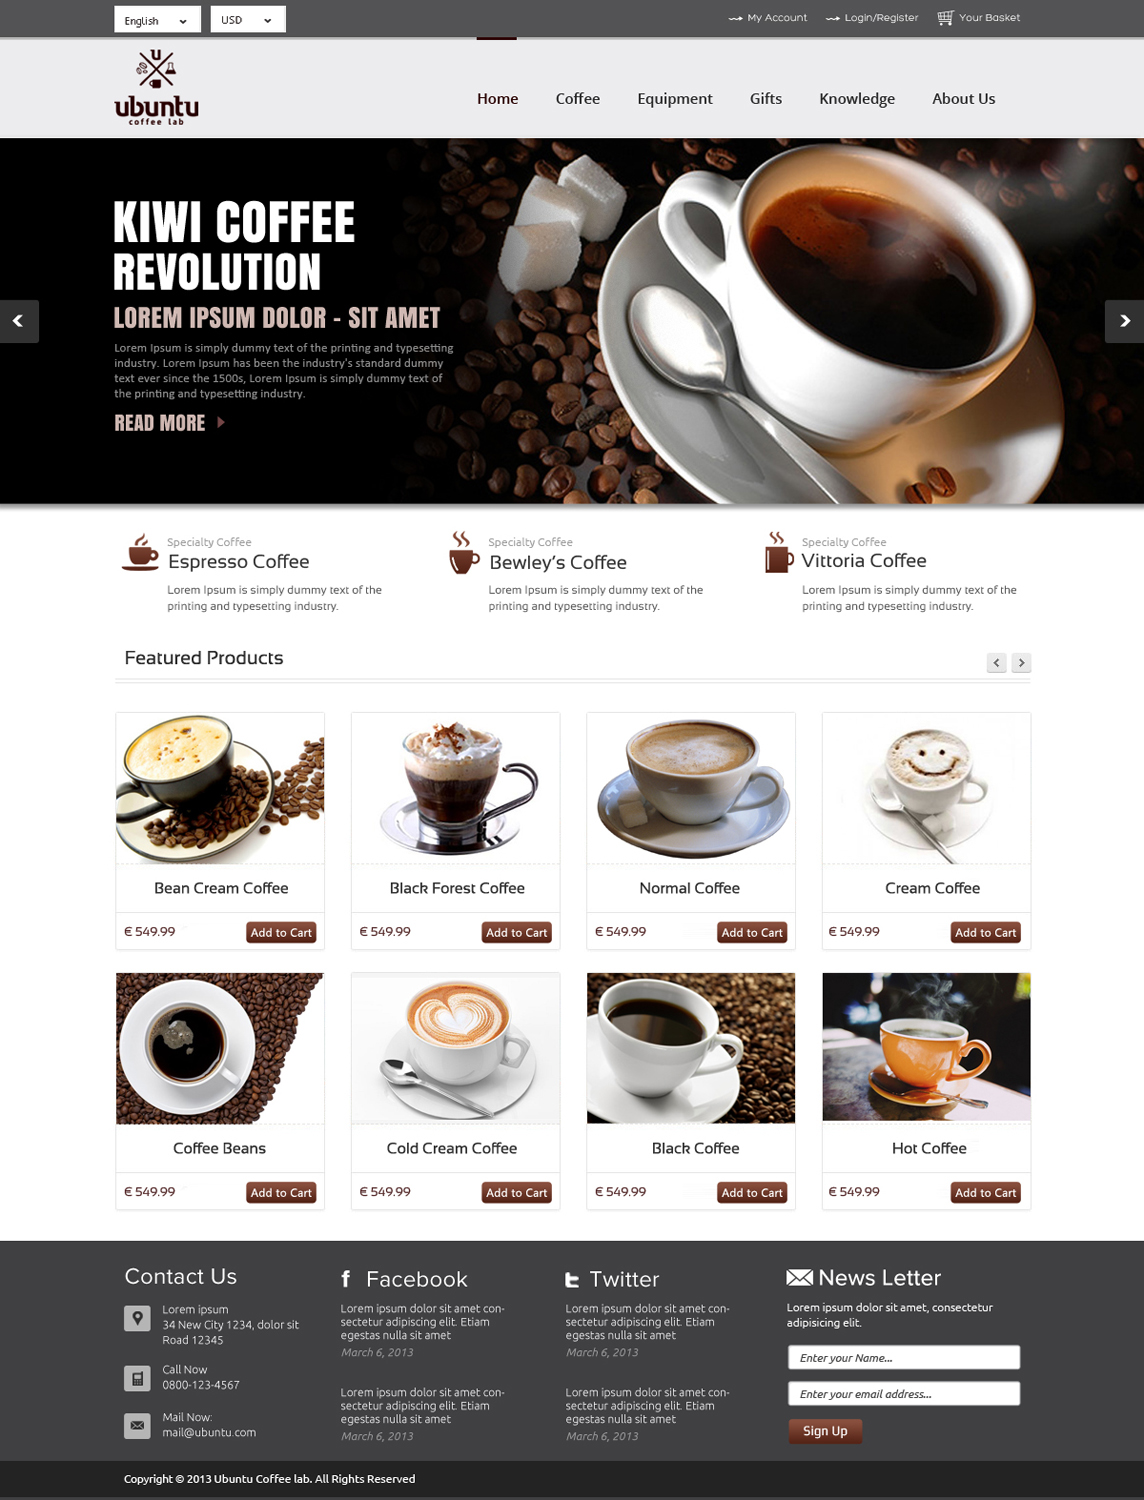 English
USD
My Account
Login/Register
Your Basket
U
ubuntu
coffee lab
Home
Coffee
Equipment
Gifts
Knowledge
About Us
KIWI COFFEE
REVOLUTION
LOREM IPSUM DOLOR - SIT AMET
Lorem Ipsum is simply dummy text of the printing and typesetting
industry. Lorem Ipsum has been the industry's standard dummy
text ever since the 1500s, Lorem Ipsum is simply dummy text of
the printing and typesetting industry.
READ MORE
Specialty Coffee
Espresso Coffee
Lorem Ipsum is simply dummy text of the
printing and typesetting industry.
Specialty Coffee
Bewley's Coffee
Lorem Ipsum is simply dummy text of the
printing and typesetting industry.
Specialty Coffee
Vittoria Coffee
Lorem Ipsum is simply dummy text of the
printing and typesetting industry.
Featured Products
Bean Cream Coffee
€ 549.99
Add to Cart
Black Forest Coffee
€ 549.99
Add to Cart
Normal Coffee
€ 549.99
Add to Cart
Cream Coffee
€ 549.99
Add to Cart
Coffee Beans
€ 549.99
Add to Cart
Cold Cream Coffee
€ 549.99
Add to Cart
Black Coffee
€ 549.99
Add to Cart
Hot Coffee
€ 549.99
Add to Cart
Contact Us
Lorem ipsum
34 New City 1234, dolor sit
Road 12345
Call Now
0800-123-4567
Mail Now:
mail@ubuntu.com
f Facebook
Lorem ipsum dolor sit amet con-
sectetur adipiscing elit. Etiam
egestas nulla sit amet
March 6, 2013
Lorem ipsum dolor sit amet con-
sectetur adipiscing elit. Etiam
egestas nulla sit amet
March 6, 2013
t Twitter
Lorem ipsum dolor sit amet con-
sectetur adipiscing elit. Etiam
egestas nulla sit amet
March 6, 2013
Lorem ipsum dolor sit amet con-
sectetur adipiscing elit. Etiam
egestas nulla sit amet
March 6, 2013
News Letter
Lorem ipsum dolor sit amet, consectetur
adipisicing elit.
Enter your Name...
Enter your email address...
Sign Up
Copyright © 2013 Ubuntu Coffee lab. All Rights Reserved